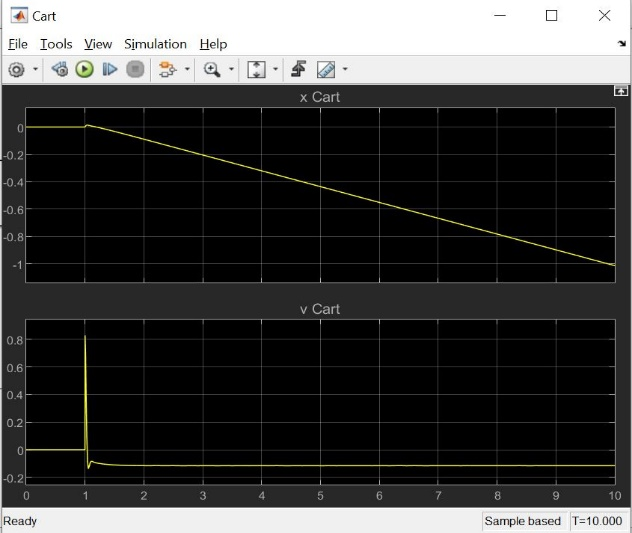 Cart
File Tools View Simulation Help
x Cart
0
-0.2
-0.4
-0.6
-0.8
-1
v Cart
0.8
0.6
0.4
0.2
0
-0.2
0 1 2 3 4 5 6 7 8 9 10
Ready Sample based T=10.000